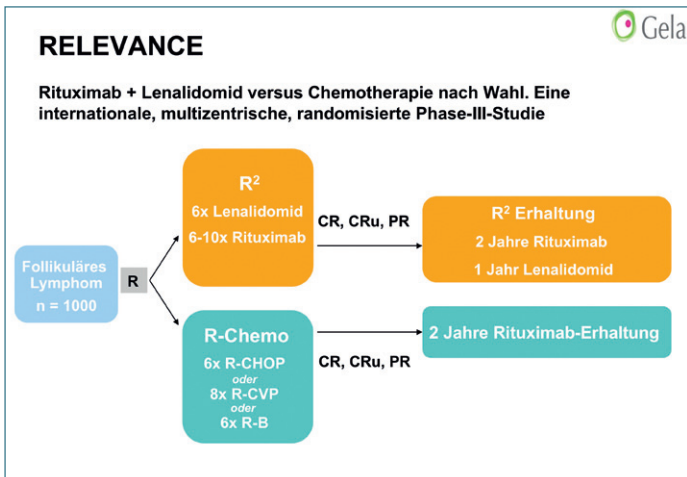 Gela
RELEVANCE
Rituximab + Lenalidomid versus Chemotherapie nach Wahl. Eine
internationale, multizentrische, randomisierte Phase-III-Studie
Follikuläres
Lymphom
n = 1000
R
R²
6x Lenalidomid
6-10x Rituximab
CR, CRu, PR
R² Erhaltung
2 Jahre Rituximab
1 Jahr Lenalidomid
R-Chemo
6x R-CHOP
oder
8x R-CVP
oder
6x R-B
CR, CRu, PR
2 Jahre Rituximab-Erhaltung